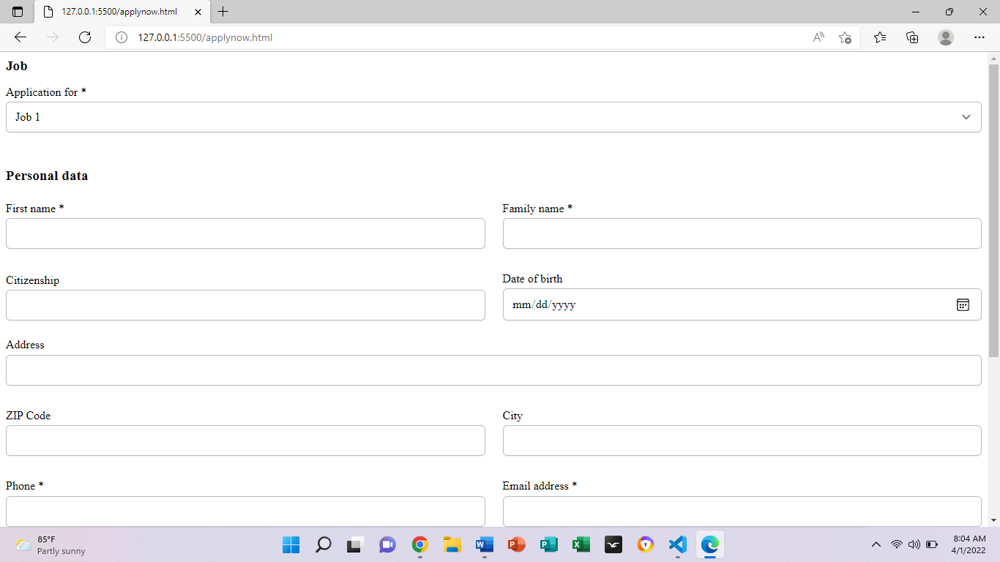 127.0.0.1:5500/applynow.html
127.0.0.1:5500/applynow.html
Job
Application for *
Job 1
Personal data
First name *
Family name *
Citizenship
Date of birth
mm/dd/yyyy
Address
ZIP Code
City
Phone *
Email address *
85°F
Partly sunny
8:04 AM
4/1/2022